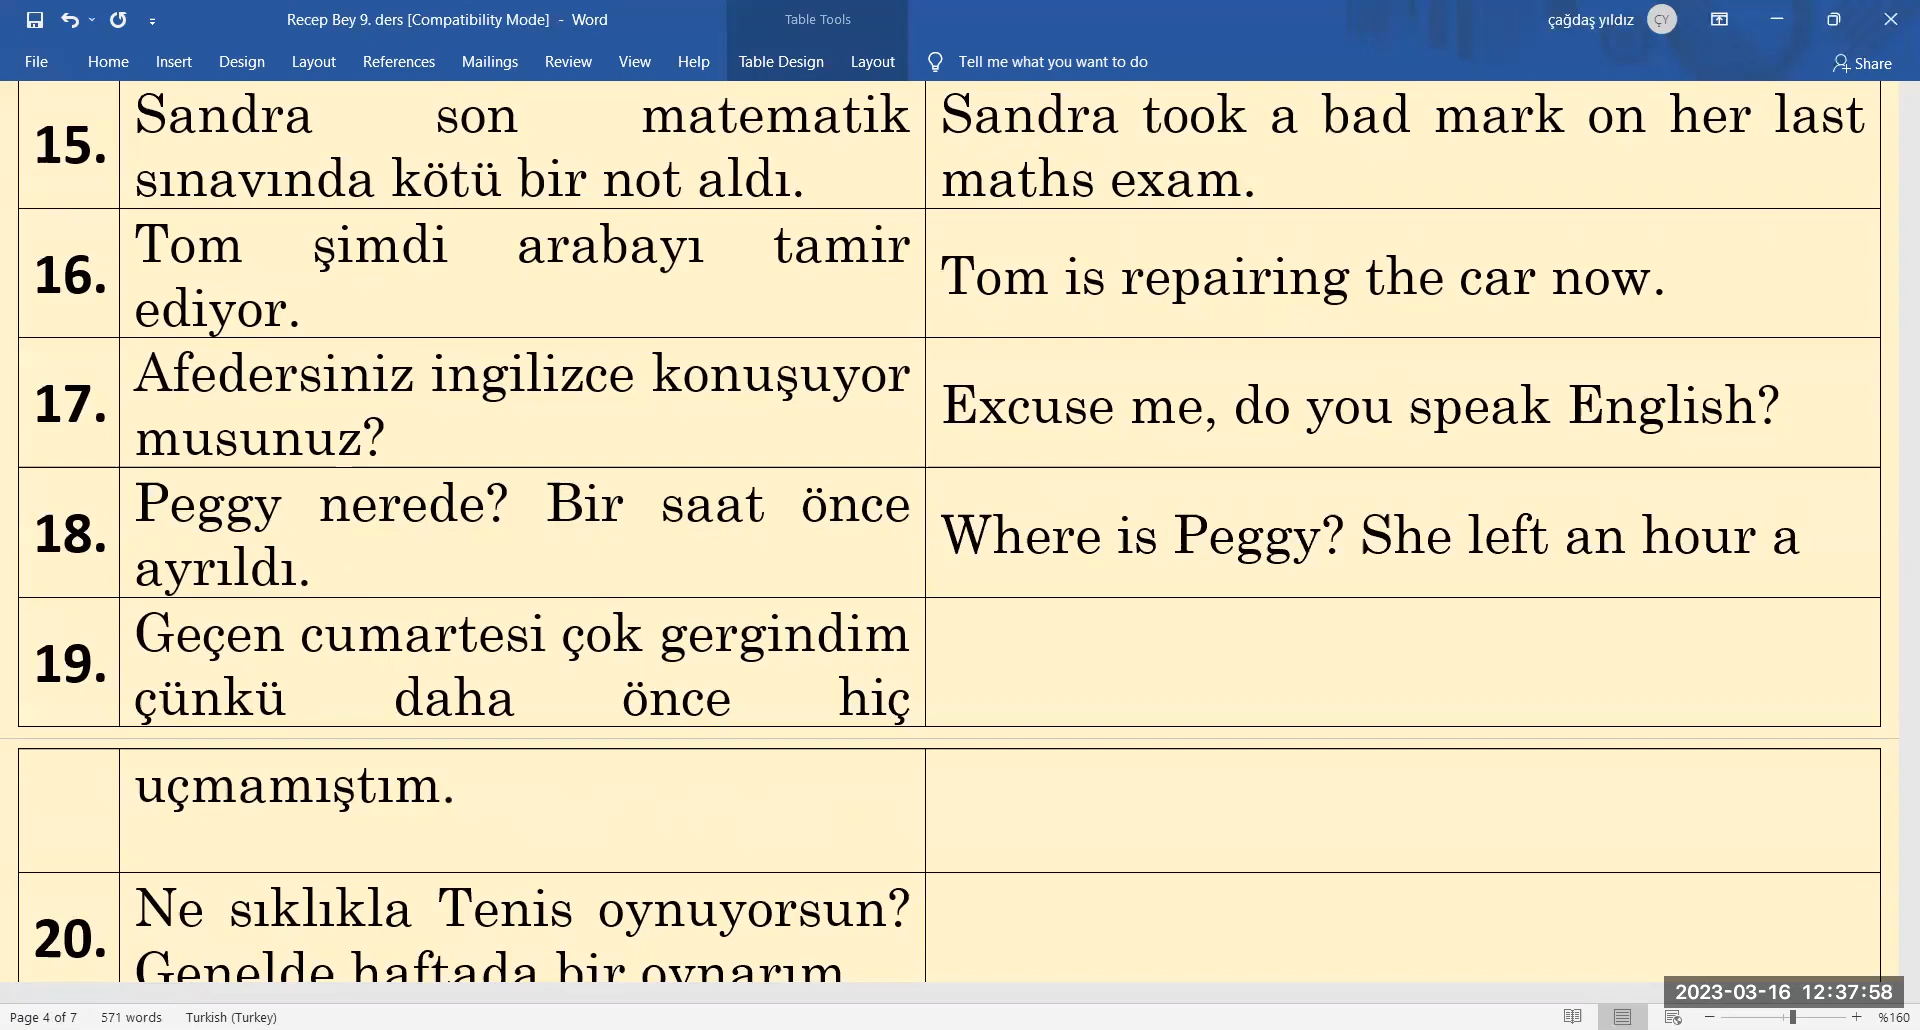 Recep Bey 9. ders [Compatibility Mode] - Word
Table Tools
çağdaş yıldız
ÇY
File Home Insert Design Layout References Mailings Review View Help Table Design Layout Tell me what you want to do Share
15.
Sandra son matematik
sınavında kötü bir not aldı.
Sandra took a bad mark on her last
maths exam.
16.
Tom şimdi arabayı tamir
ediyor.
Tom is repairing the car now.
17.
Afedersiniz ingilizce konuşuyor
musunuz?
Excuse me, do you speak English?
18.
Peggy nerede? Bir saat önce
ayrıldı.
Where is Peggy? She left an hour a
19.
Geçen cumartesi çok gergindim
çünkü daha önce hiç
uçmamıştım.
20.
Ne sıklıkla Tenis oynuyorsun?
Genelde haftada bir oynarım
2023-03-16 12:37:58
Page 4 of 7 571 words Turkish (Turkey) %160